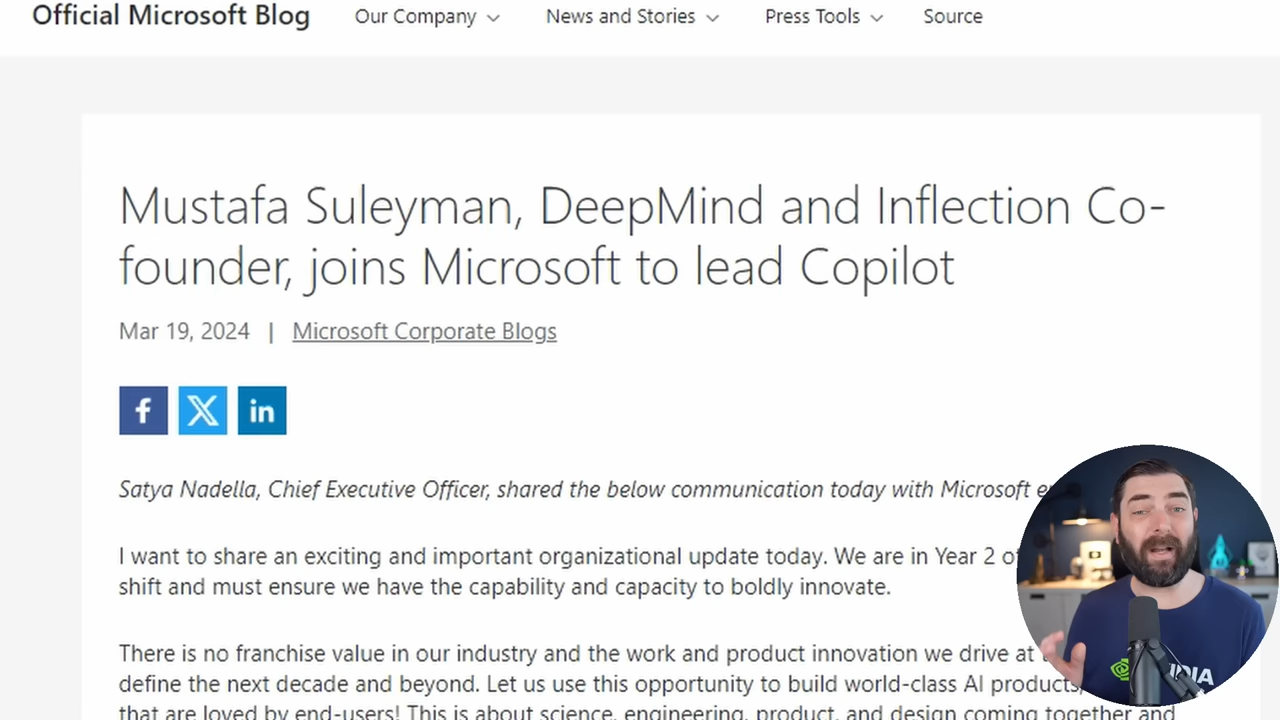 Official Microsoft Blog Our Company News and Stories Press Tools Source
Mustafa Suleyman, DeepMind and Inflection Co-
founder, joins Microsoft to lead Copilot
Mar 19, 2024 | Microsoft Corporate Blogs
f X in
Satya Nadella, Chief Executive Officer, shared the below communication today with Microsoft
I want to share an exciting and important organizational update today. We are in Year 2
shift and must ensure we have the capability and capacity to boldly innovate.
There is no franchise value in our industry and the work and product innovation we drive at
define the next decade and beyond. Let us use this opportunity to build world-class AI products,
that are loved by end-users! This is about science, engineering, product, and design coming together and